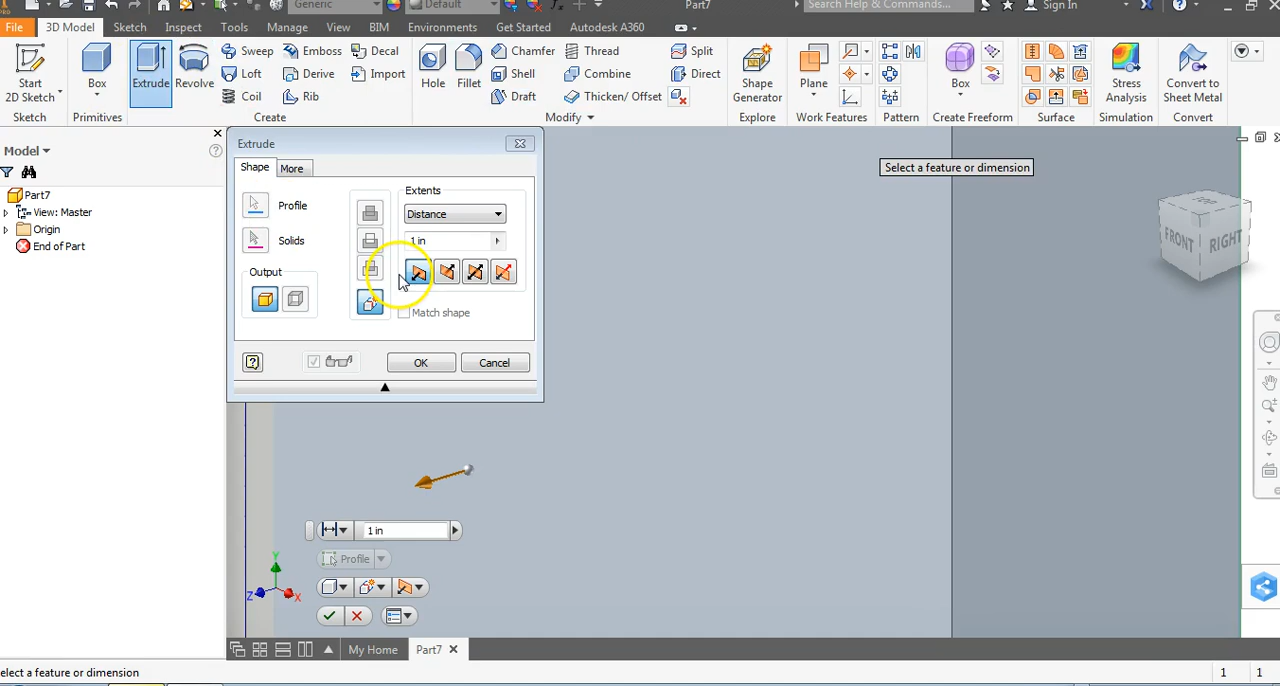 PRO
Generic
Default
Part7
Search Help & Commands...
Sign In
File
3D Model
Sketch
Inspect
Tools
Manage
View
BIM
Environments
Get Started
Autodesk A360
Start
2D Sketch
Box
Extrude
Revolve
Sweep
Emboss
Decal
Loft
Derive
Import
Coil
Rib
Hole
Fillet
Chamfer
Thread
Split
Shell
Combine
Direct
Draft
Thicken/ Offset
Shape
Generator
Plane
Box
Stress
Analysis
Convert to
Sheet Metal
Sketch
Primitives
Create
Modify
Explore
Work Features
Pattern
Create Freeform
Surface
Simulation
Convert
Model
Part7
View: Master
Origin
End of Part
Extrude
Shape
More
Profile
Solids
Output
Extents
Distance
1 in
Match shape
OK
Cancel
Select a feature or dimension
TOP
FRONT
RIGHT
1 in
Profile
Y
Z
X
My Home
Part7
elect a feature or dimension
1
1